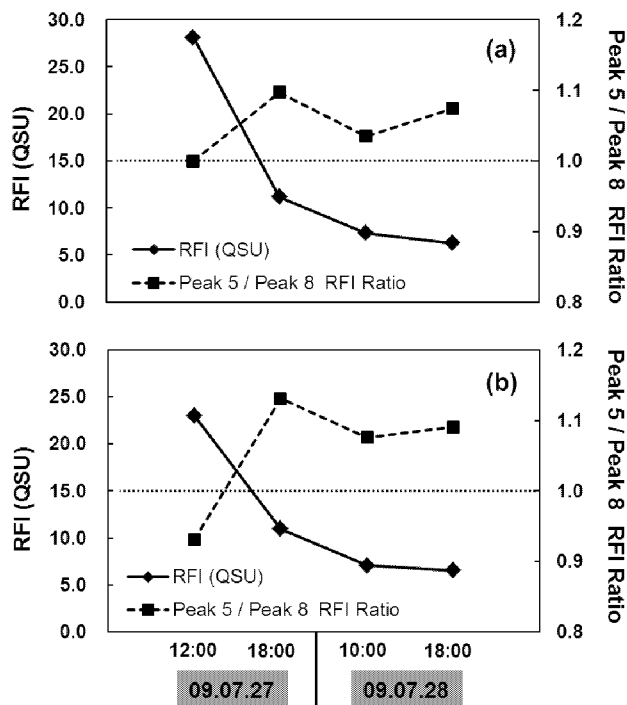 30.0
25.0
20.0
15.0
10.0
5.0
0.0
RFI (QSU)
(a)
RFI (QSU)
Peak 5 / Peak 8 RFI Ratio
1.2
1.1
1.0
0.9
0.8
Peak 5 / Peak 8 RFI Ratio
30.0
25.0
20.0
15.0
10.0
5.0
0.0
RFI (QSU)
(b)
RFI (QSU)
Peak 5 / Peak 8 RFI Ratio
1.2
1.1
1.0
0.9
0.8
Peak 5 / Peak 8 RFI Ratio
12:00 18:00 10:00 18:00
09.07.27 09.07.28